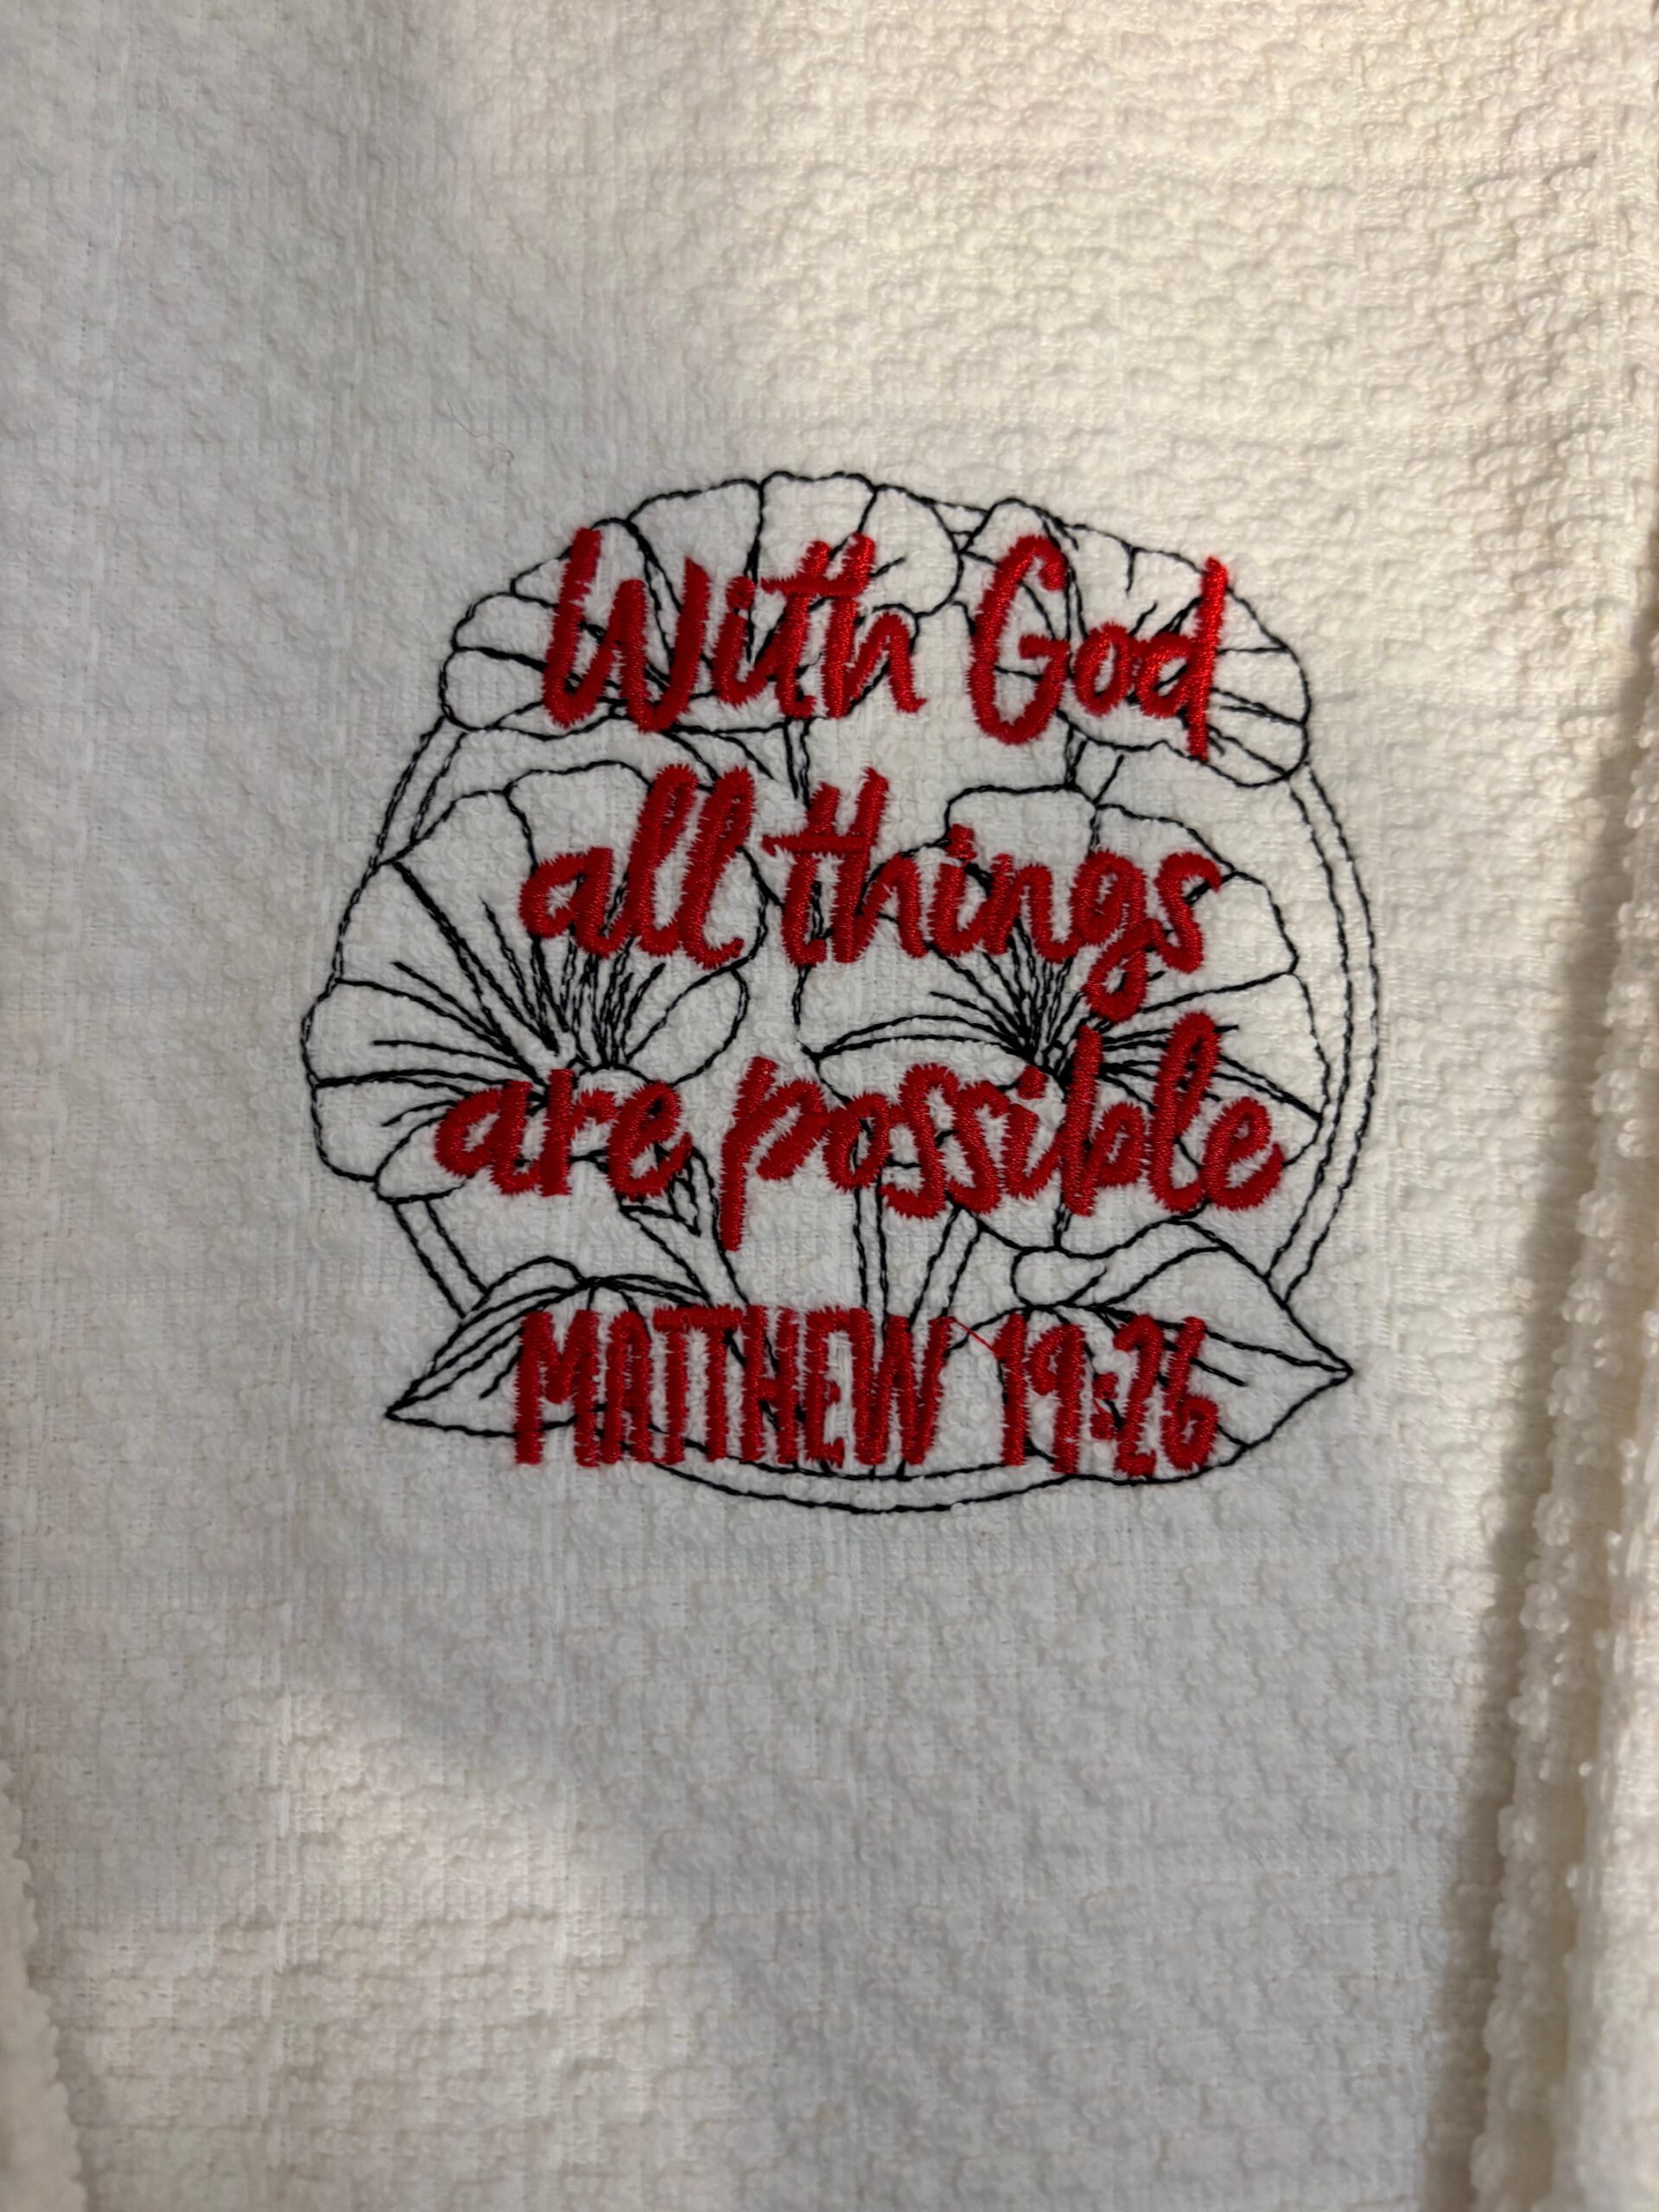 With God
all things
are possible
MATTHEW 19:26